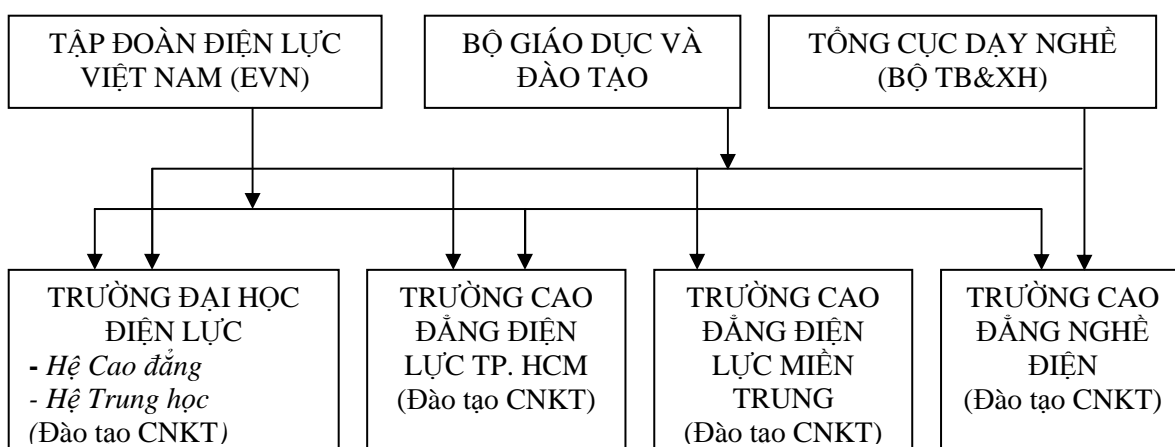 TẬP ĐOÀN ĐIỆN LỰC
VIỆT NAM (EVN)
BỘ GIÁO DỤC VÀ
ĐÀO TẠO
TỔNG CỤC DẠY NGHỀ
(BỘ TB&XH)
TRƯỜNG ĐẠI HỌC
ĐIỆN LỰC
- Hệ Cao đẳng
- Hệ Trung học
(Đào tao CNKT)
TRƯỜNG CAO
ĐẲNG ĐIỆN
LỰC TP. HCM
(Đào tạo CNKT)
TRƯỜNG CAO
ĐẲNG ĐIỆN
LỰC MIỀN
TRUNG
(Đào tạo CNKT)
TRƯỜNG CAO
ĐẲNG NGHỀ
ĐIỆN
(Đào tạo CNKT)